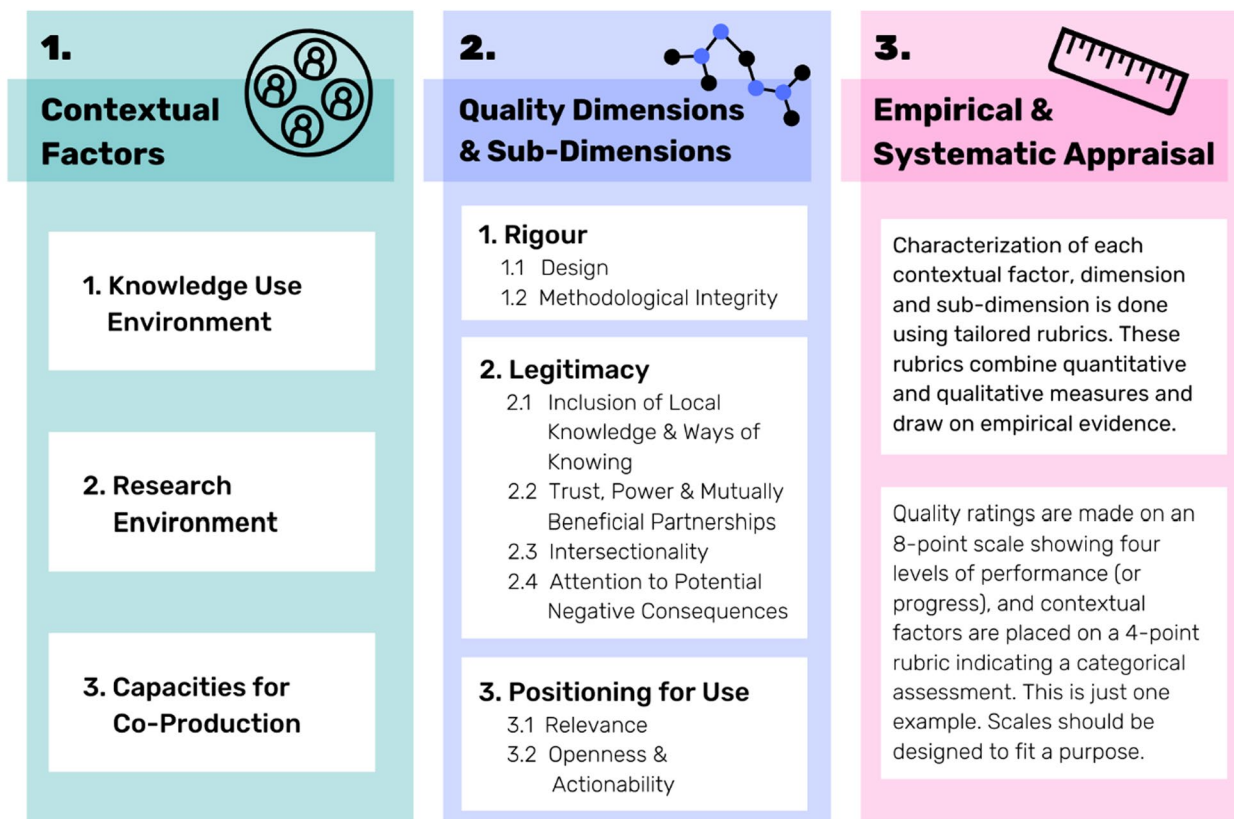 1.
Contextual
Factors
1. Knowledge Use
Environment
2. Research
Environment
3. Capacities for
Co-Production
2.
Quality Dimensions
& Sub-Dimensions
1. Rigour
1.1 Design
1.2 Methodological Integrity
2. Legitimacy
2.1 Inclusion of Local
Knowledge & Ways of
Knowing
2.2 Trust, Power & Mutually
Beneficial Partnerships
2.3 Intersectionality
2.4 Attention to Potential
Negative Consequences
3. Positioning for Use
3.1 Relevance
3.2 Openness &
Actionability
3.
Empirical &
Systematic Appraisal
Characterization of each
contextual factor, dimension
and sub-dimension is done
using tailored rubrics. These
rubrics combine quantitative
and qualitative measures and
draw on empirical evidence.
Quality ratings are made on an
8-point scale showing four
levels of performance (or
progress), and contextual
factors are placed on a 4-point
rubric indicating a categorical
assessment. This is just one
example. Scales should be
designed to fit a purpose.